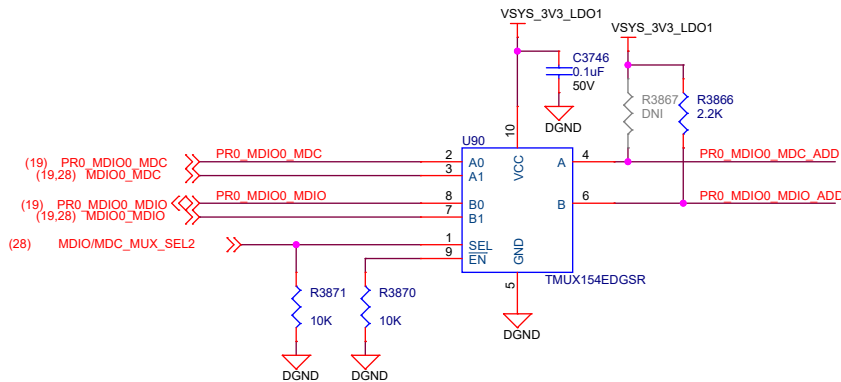 VSYS_3V3_LDO1
VSYS_3V3_LDO1
C3746
0.1uF
50V
DGND
R3867
DNI
R3866
2.2K
U90
10
VCC
(19) PR0_MDIO0_MDC
PR0_MDIO0_MDC
2
A0
A
4
PR0_MDIO0_MDC_ADD
(19,28) MDIO0_MDC
3
A1
(19) PR0_MDIO0_MDIO
PR0_MDIO0_MDIO
8
B0
B
6
PR0_MDIO0_MDIO_ADD
(19,28) MDIO0_MDIO
7
B1
(28) MDIO/MDC_MUX_SEL2
1
SEL
9
EN
GND
5
TMUX154EDGSR
R3871
10K
R3870
10K
DGND
DGND
DGND